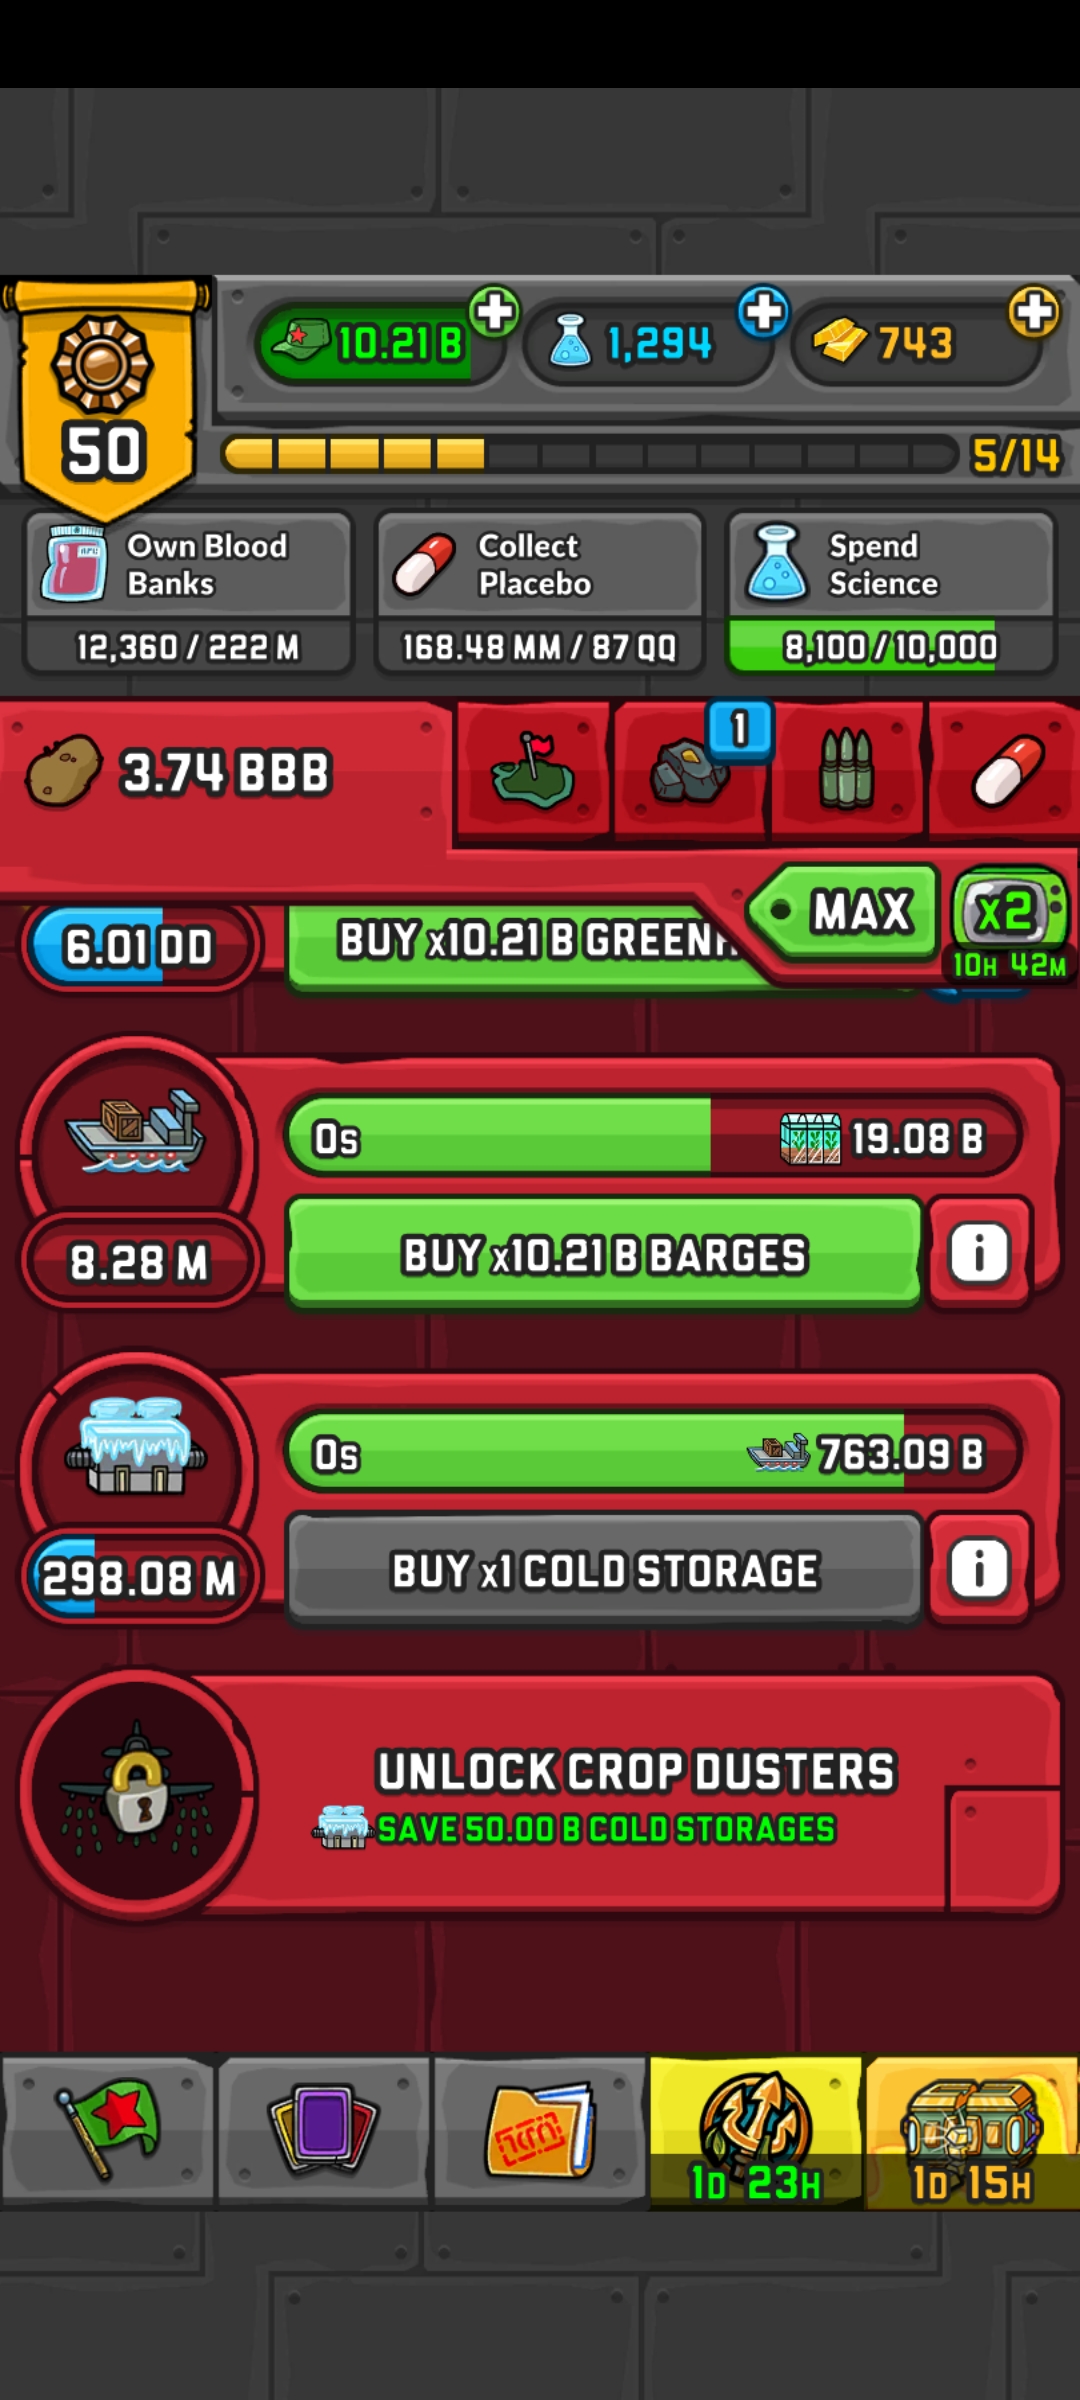 10.21 B
1,294
743
50
5/14
Own Blood
Banks
12,360 / 222 M
Collect
Placebo
168.48 MM / 87 QQ
Spend
Science
8,100 / 10,000
3.74 BBB
1
MAX
x2
10H 42M
6.01 DD
BUY x10.21 B GREENH
0s
19.08 B
8.28 M
BUY x10.21 B BARGES
i
0s
763.09 B
298.08 M
BUY x1 COLD STORAGE
i
UNLOCK CROP DUSTERS
SAVE 50.00 B COLD STORAGES
1D 23H
1D 15H